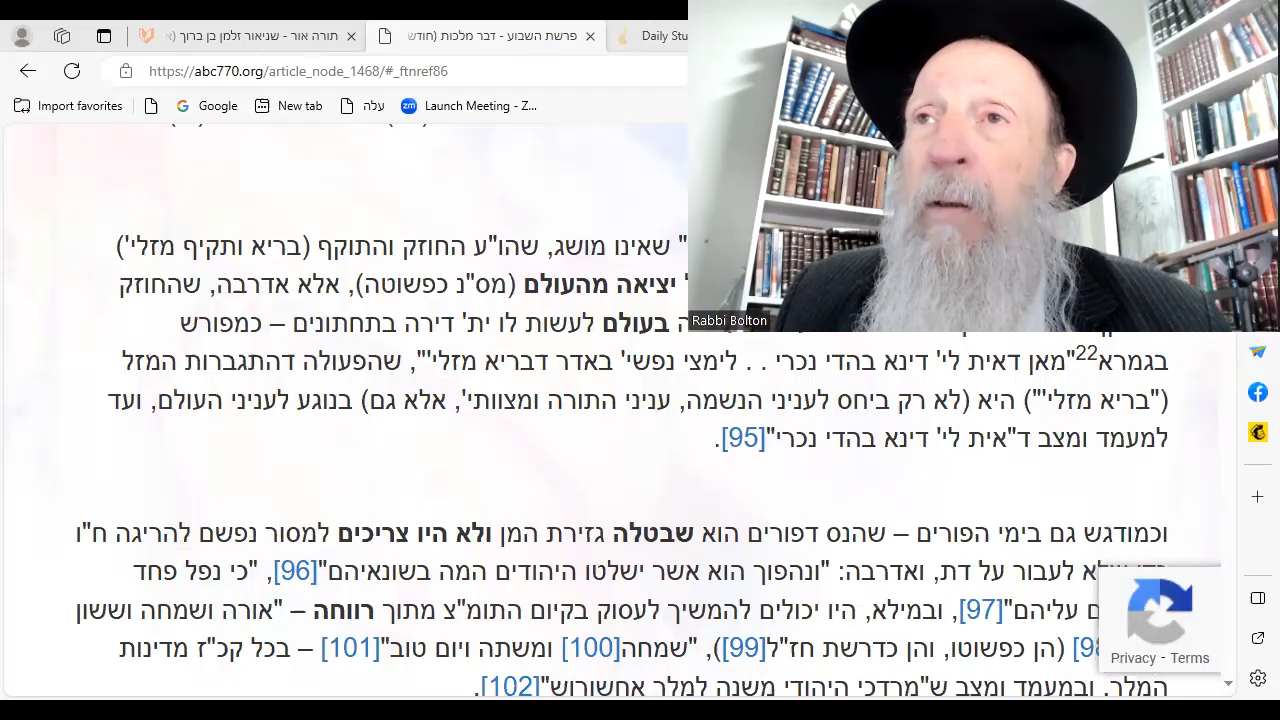 תורה אור - שניאור זלמן בן ברוך
פרשת השבוע - דבר מלכות (חודש
Daily Stu
https://abc770.org/article_node_1468/#_ftnref86
Import favorites
Google
New tab
עלה
Launch Meeting - Z...
Rabbi Bolton
" שאינו מושג, שהו"ע החוזק והתוקף (בריא ותקיף מזלי')
יציאה מהעולם (מס"נ כפשוטה), אלא אדרבה, שהחוזק
ה בעולם לעשות לו ית' דירה בתחתונים – כמפורש
בגמרא22"מאן דאית לי' דינא בהדי נכרי . . לימצי נפשי' באדר דבריא מזלי'", שהפעולה דהתגברות המזל
("בריא מזלי'") היא (לא רק ביחס לעניני הנשמה, עניני התורה ומצוותי', אלא גם) בנוגע לעניני העולם, ועד
למעמד ומצב ד"אית לי' דינא בהדי נכרי"[95].
וכמודגש גם בימי הפורים – שהנס דפורים הוא שבטלה גזירת המן ולא היו צריכים למסור נפשם להריגה ח"ו
לעבור על דת, ואדרבה: "ונהפוך הוא אשר ישלטו היהודים המה בשונאיהם"[96], "כי נפל פחד
עליהם"[97], ובמילא, היו יכולים להמשיך לעסוק בקיום התומ"צ מתוך רווחה – "אורה ושמחה וששון
(הן כפשוטו, והן כדרשת חז"ל[99]), "שמחה[100] ומשתה ויום טוב"[101] – בכל קכ"ז מדינות
המלך, ובמעמד ומצב ש"מרדכי היהודי משנה למלך אחשורוש"[102].
Privacy - Terms